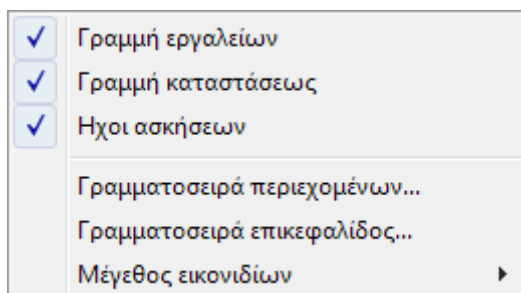 Γραμμή εργαλείων
Γραμμή καταστάσεως
Ηχοι ασκήσεων
Γραμματοσειρά περιεχομένων...
Γραμματοσειρά επικεφαλίδος...
Μέγεθος εικονιδίων